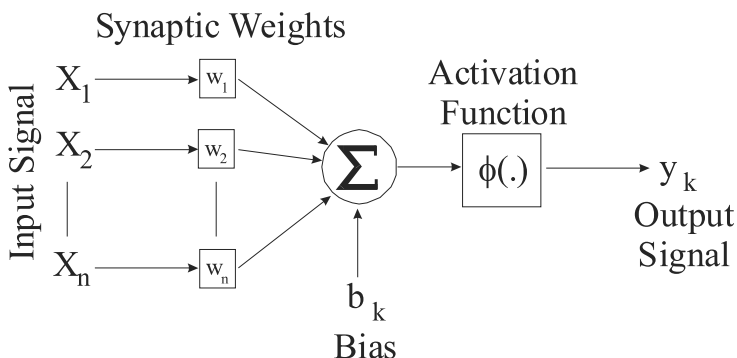 Synaptic Weights
Input Signal
X1
w1
X2
w2
Xn
wn
Σ
bk
Bias
Activation
Function
ϕ(.)
yk
Output
Signal